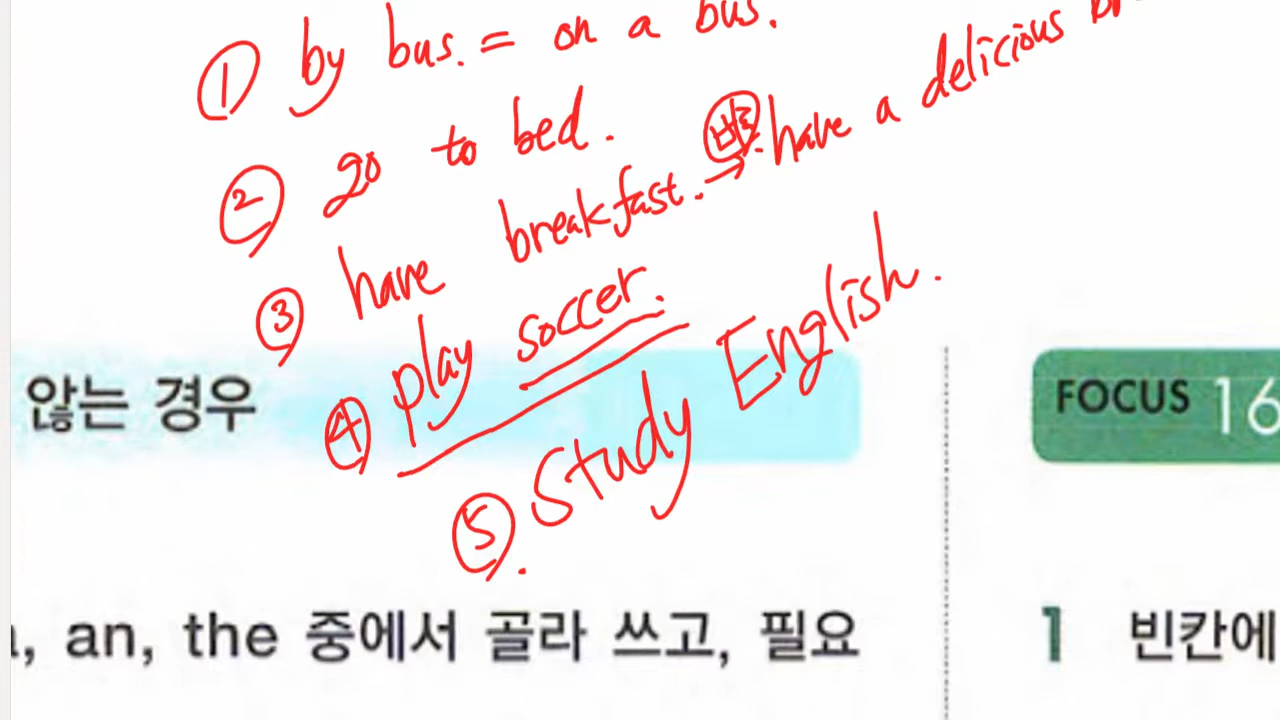 ① by bus. = on a bus.
② go to bed.
③ have breakfast. → have a delicious
④ play soccer.
⑤. Study English.
않는 경우
FOCUS 16
, an, the 중에서 골라 쓰고, 필요
1 빈칸에